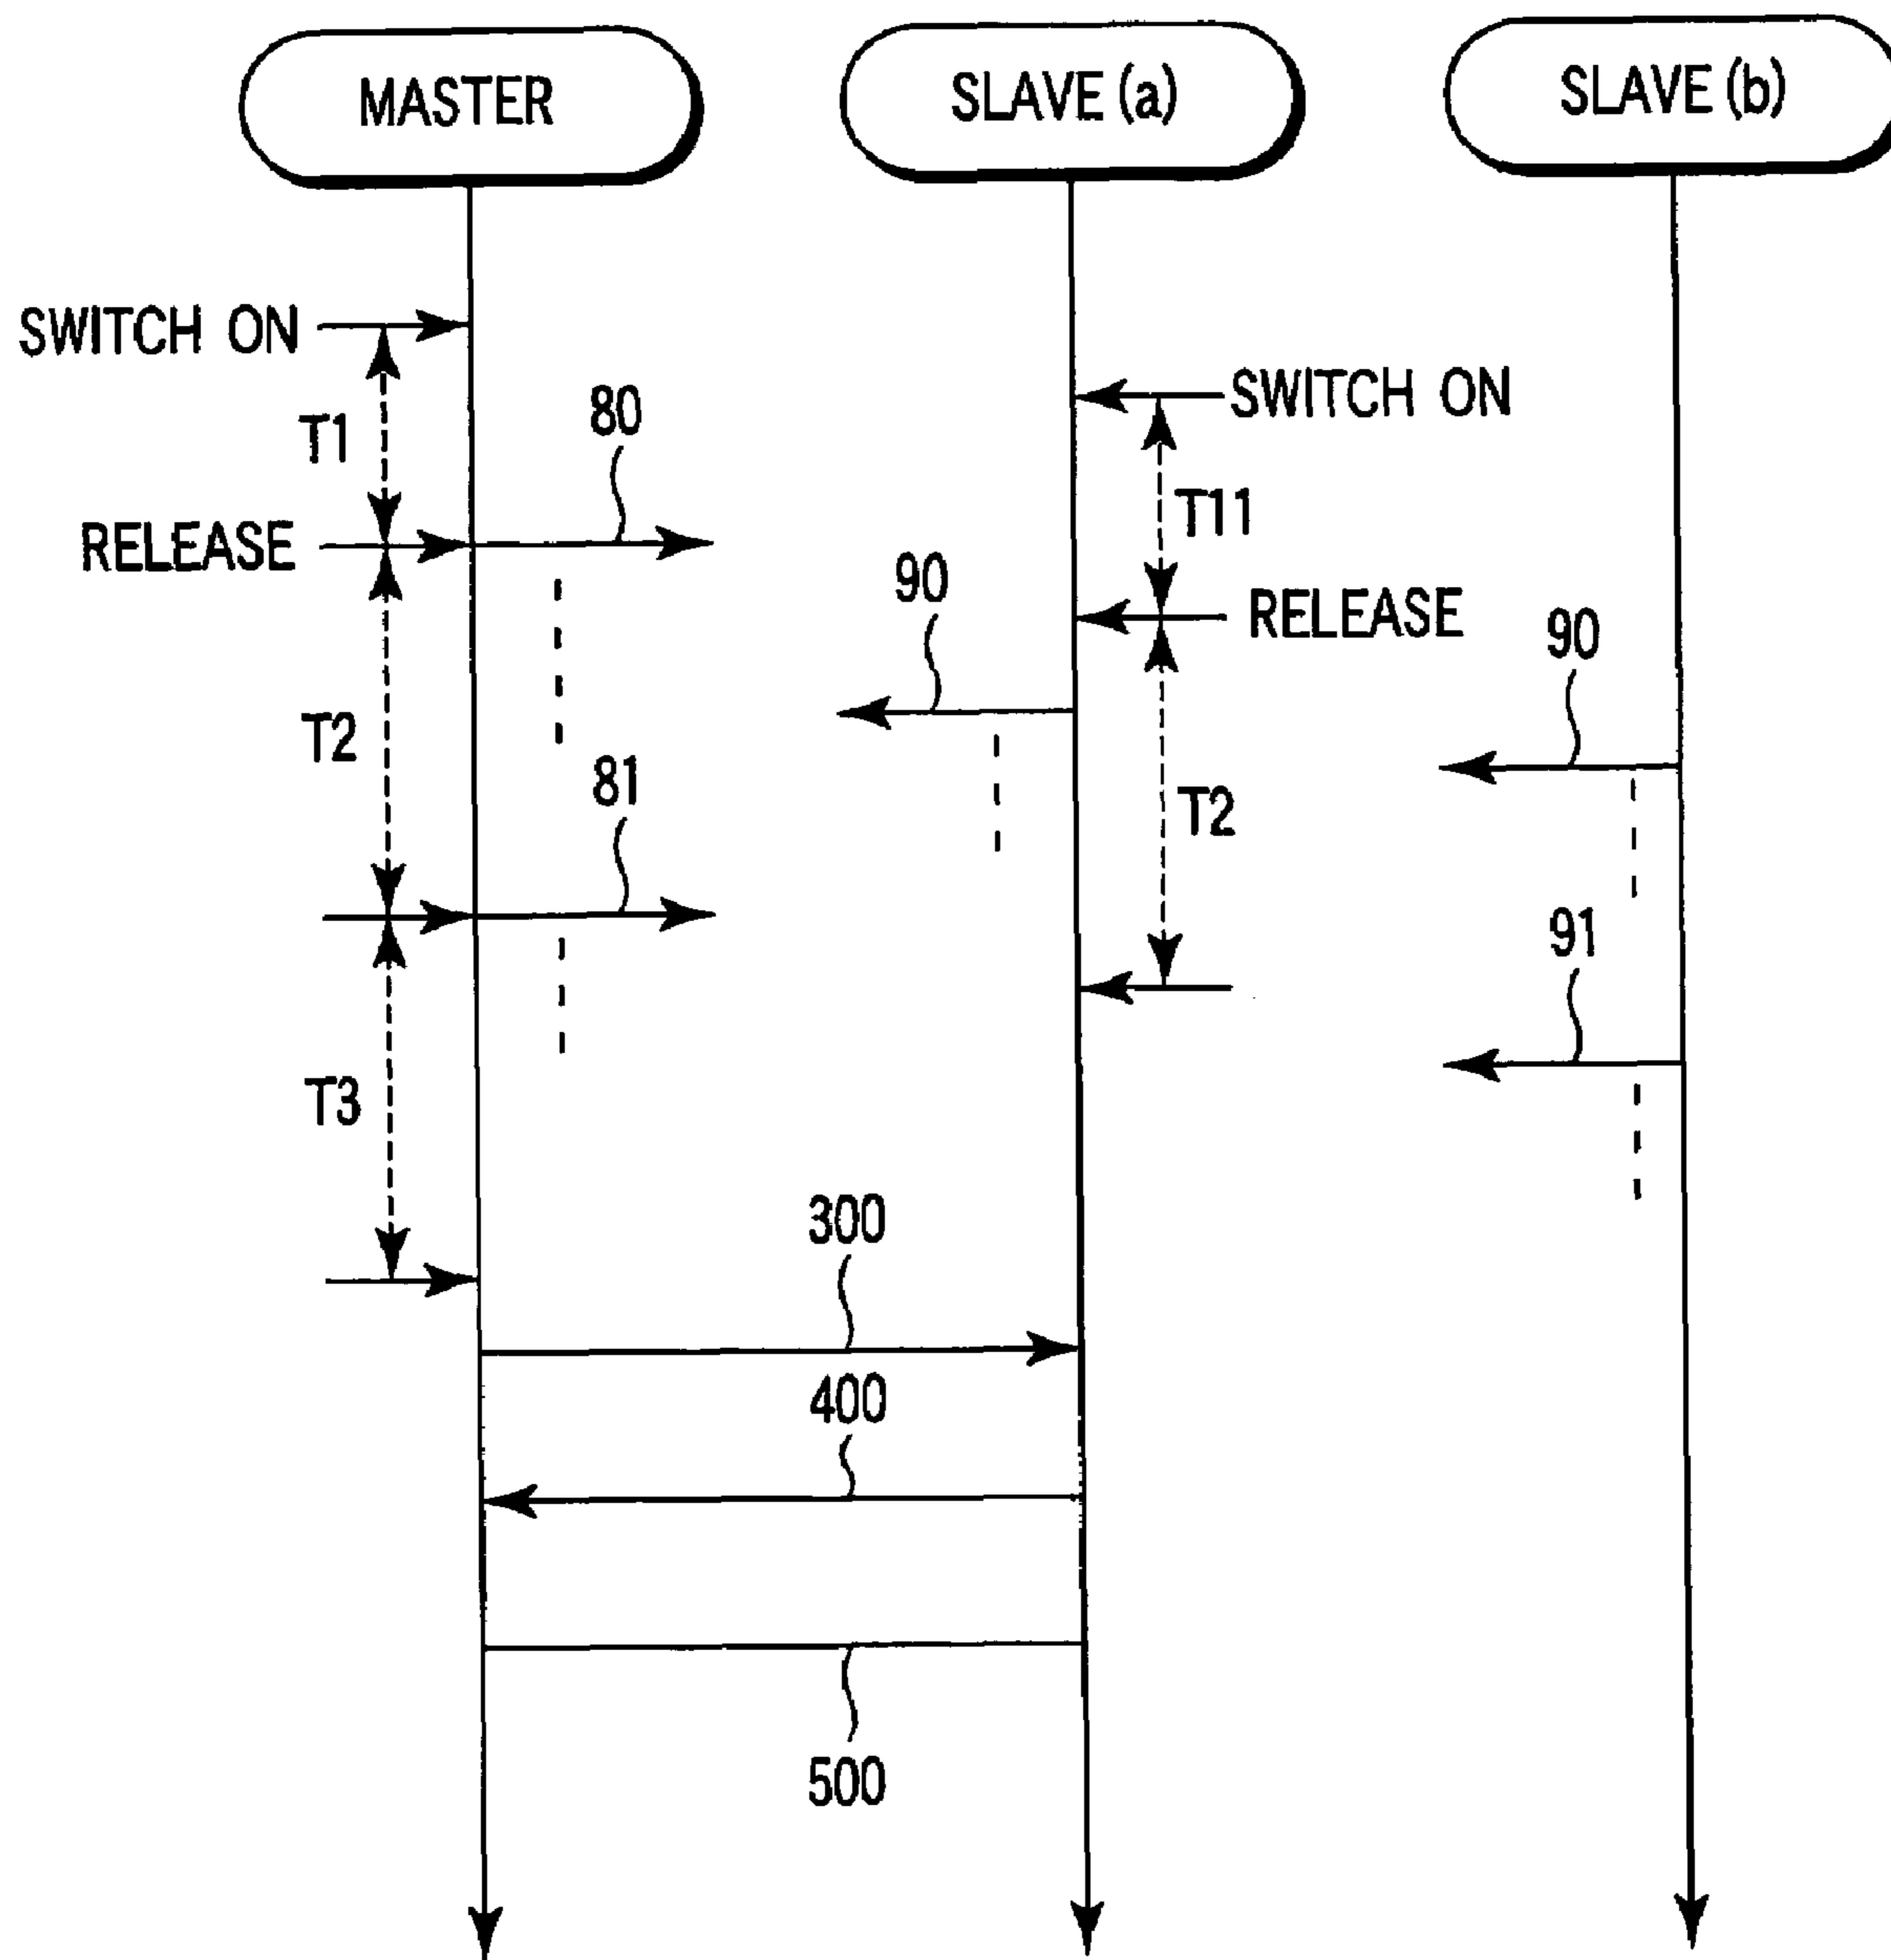 MASTER
SLAVE (a)
SLAVE (b)
SWITCH ON
SWITCH ON
T1
80
T11
RELEASE
90
RELEASE
90
T2
81
T2
91
T3
300
400
500